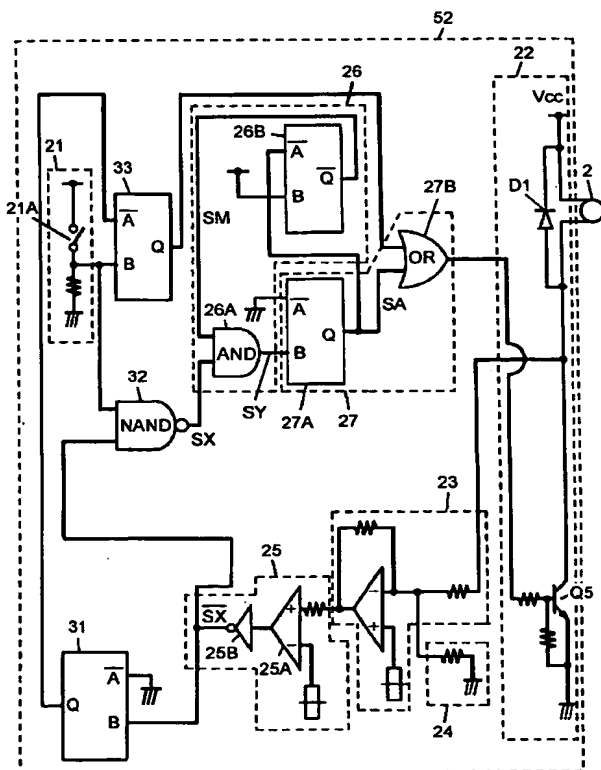 52
22
26
Vcc
21
33
26B
A
Q
B
D1
2
27B
21A
A
Q
B
SM
OR
26A
A
Q
B
SA
AND
32
SY
27A
27
NAND
SX
23
25
Q5
SX
+
-
-
+
31
25B
25A
A
Q
B
24